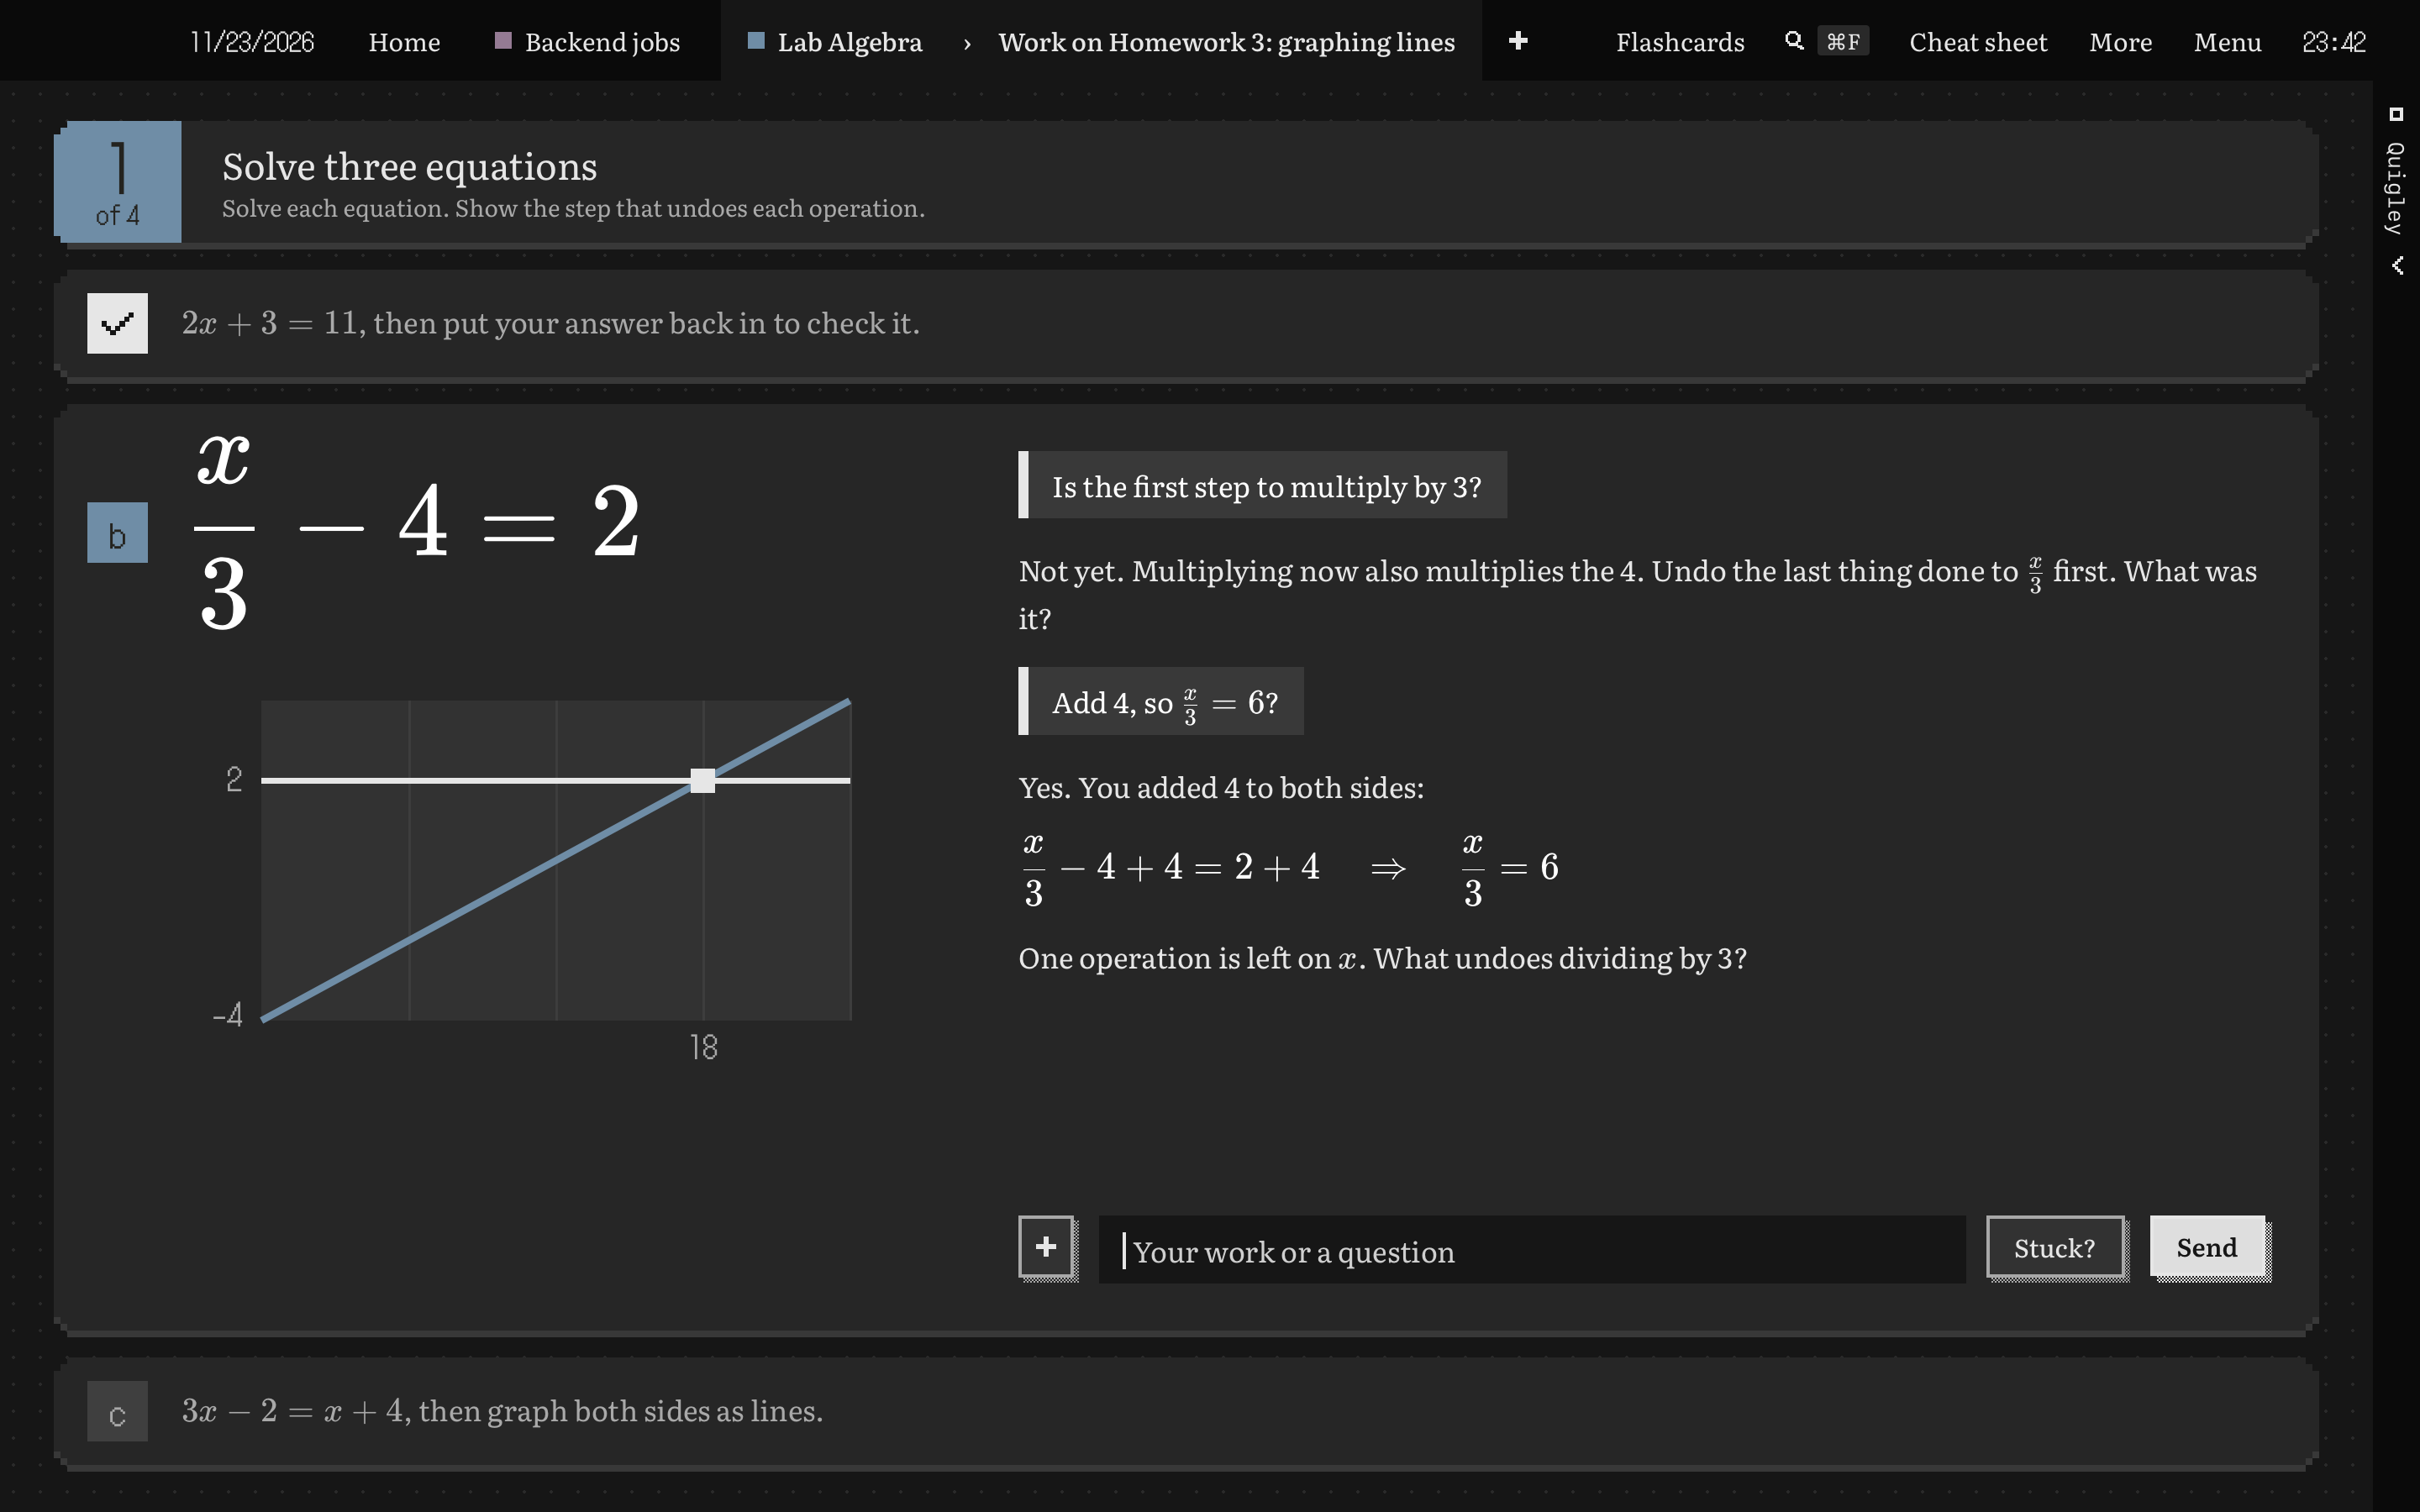 11/23/2026 Home Backend jobs Lab Algebra › Work on Homework 3: graphing lines + Flashcards ⌘F Cheat sheet More Menu 23:42
Quigley
1 of 4
Solve three equations
Solve each equation. Show the step that undoes each operation.
2x + 3 = 11, then put your answer back in to check it.
b
x/3 − 4 = 2
2
-4
18
Is the first step to multiply by 3?
Not yet. Multiplying now also multiplies the 4. Undo the last thing done to x/3 first. What was
it?
Add 4, so x/3 = 6?
Yes. You added 4 to both sides:
x/3 − 4 + 4 = 2 + 4 ⇒ x/3 = 6
One operation is left on x. What undoes dividing by 3?
+ Your work or a question Stuck? Send
c
3x − 2 = x + 4, then graph both sides as lines.